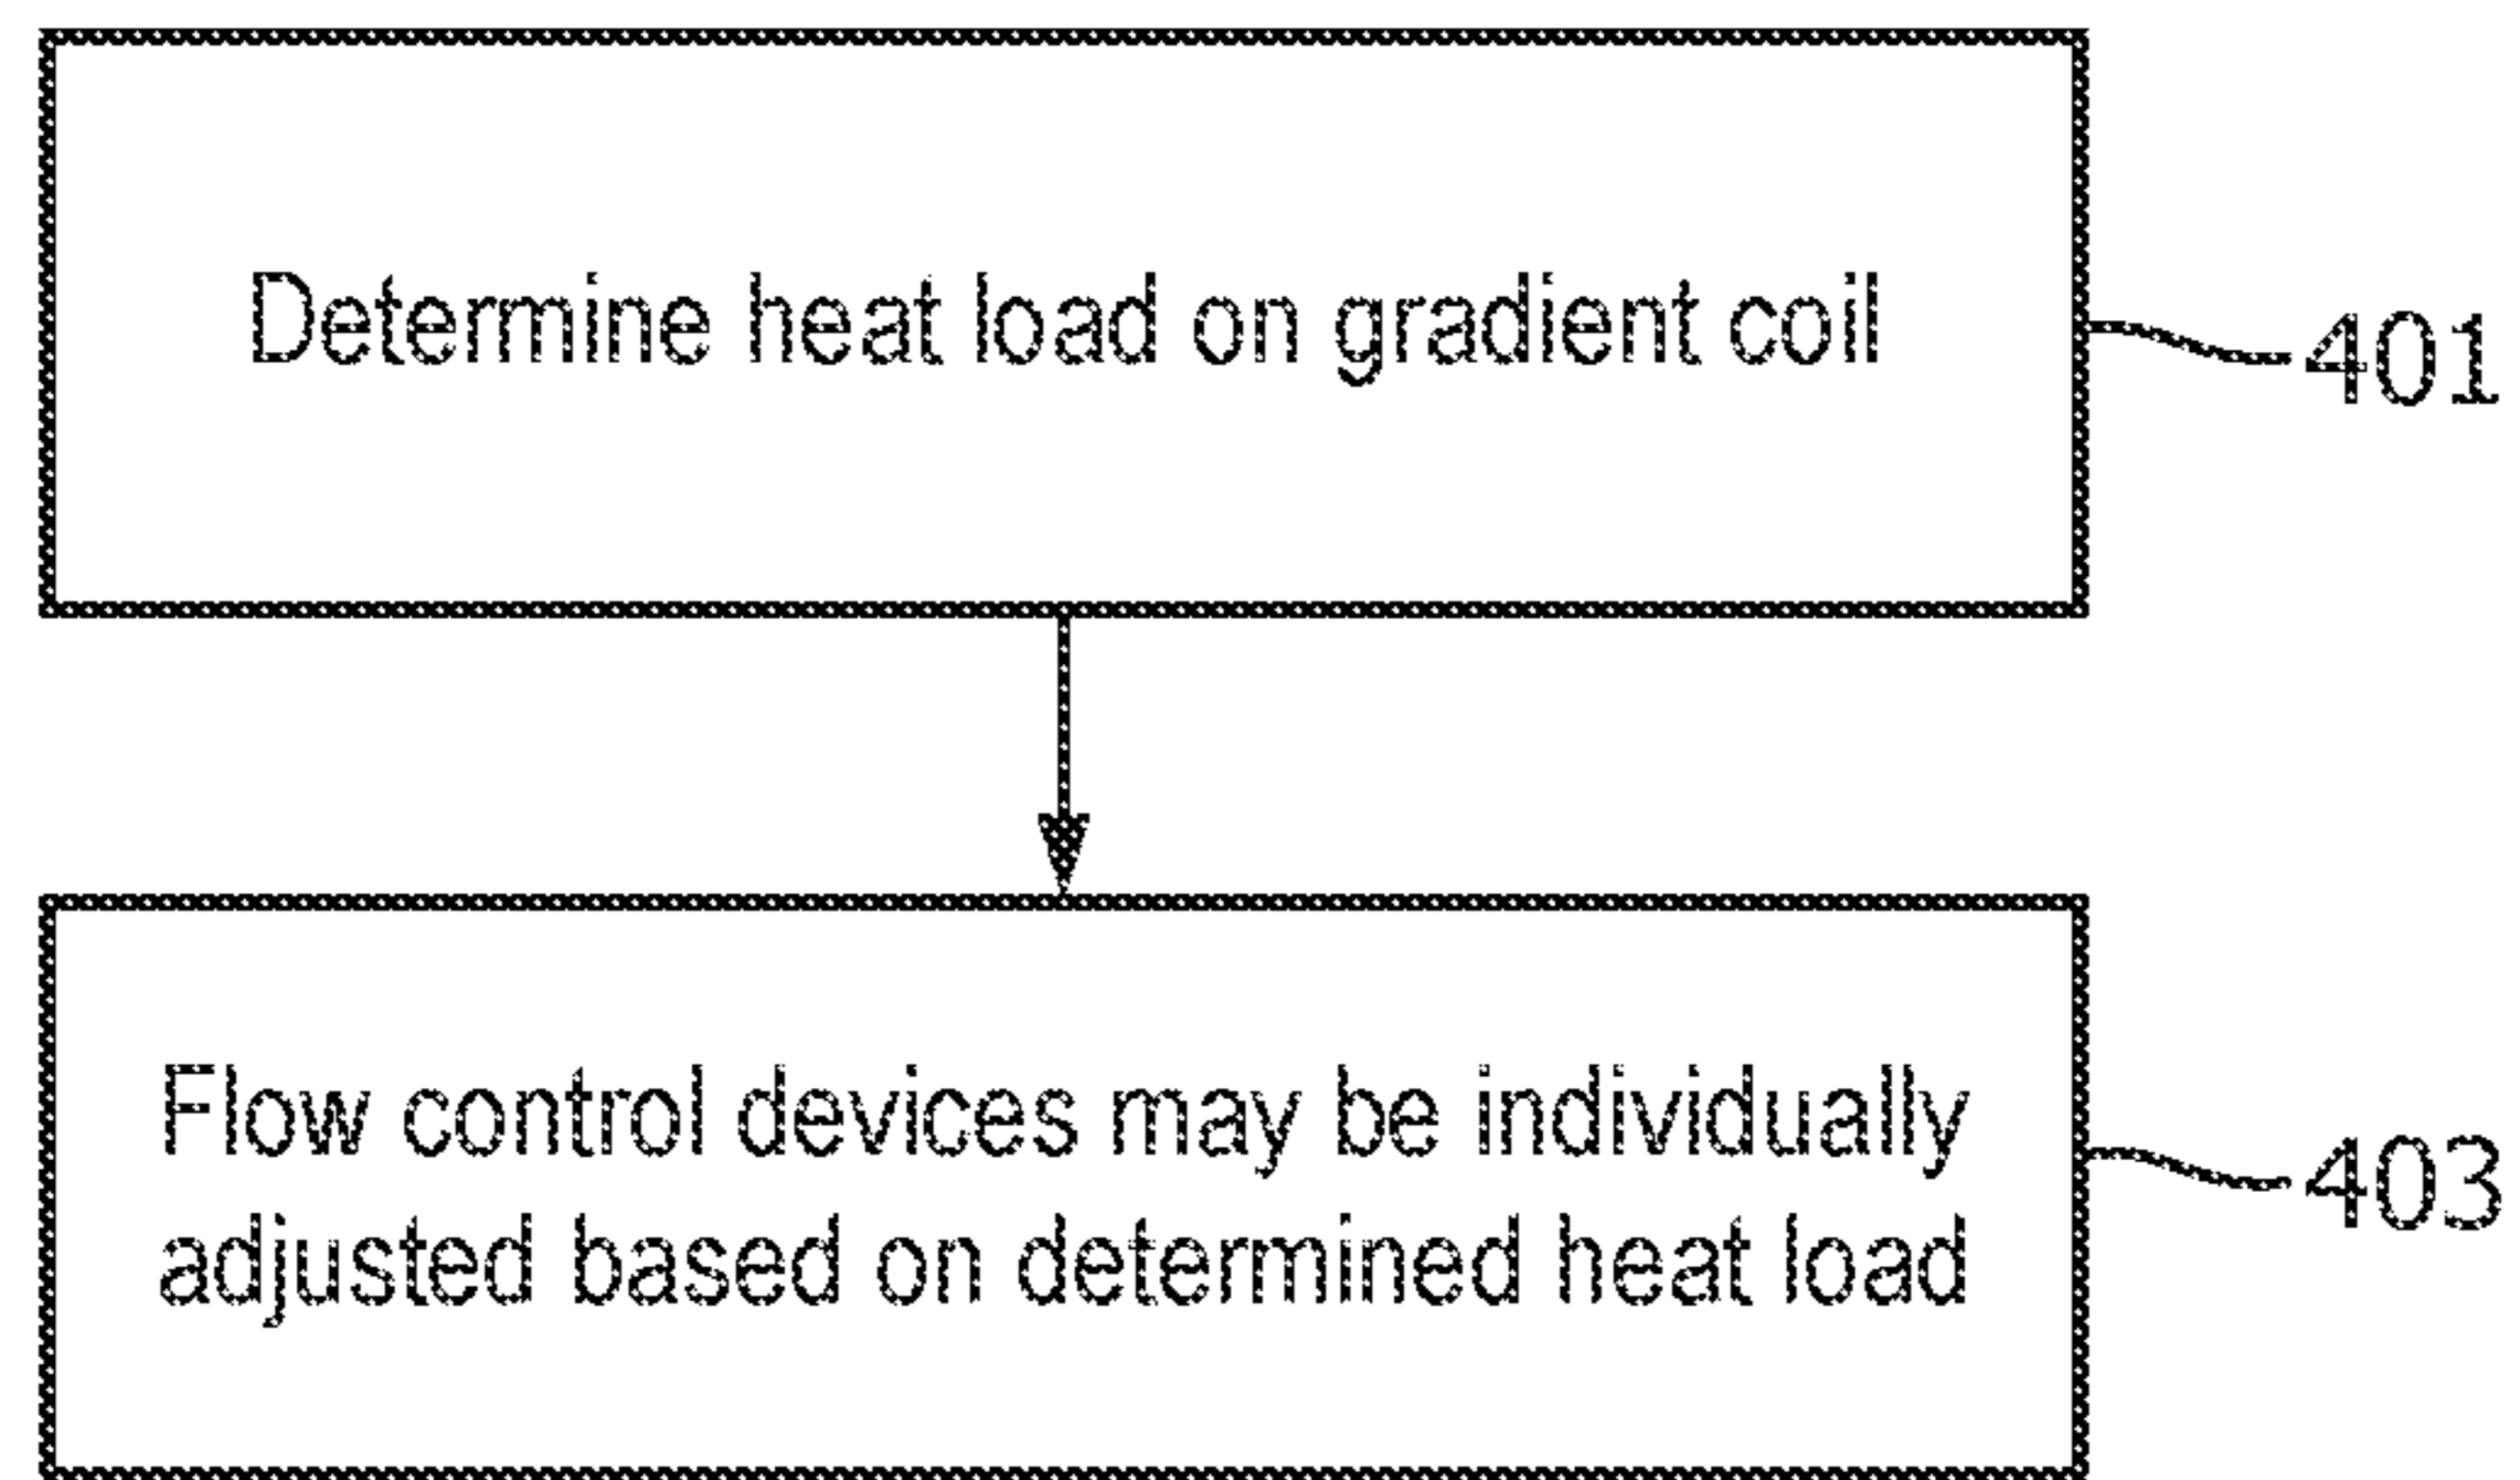 Determine heat load on gradient coil
401
Flow control devices may be individually
adjusted based on determined heat load
403